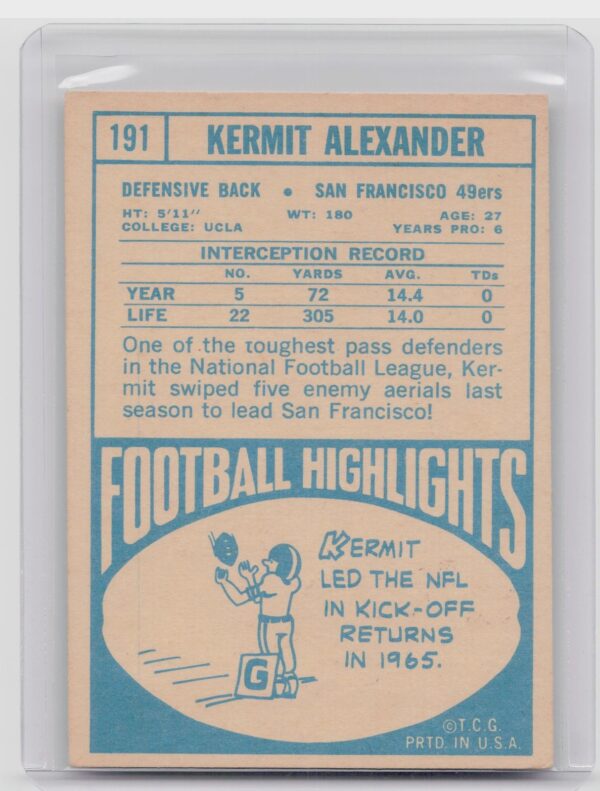 191 KERMIT ALEXANDER
DEFENSIVE BACK • SAN FRANCISCO 49ers
HT: 5'11" WT: 180 AGE: 27
COLLEGE: UCLA YEARS PRO: 6
INTERCEPTION RECORD
NO. YARDS AVG. TDs
YEAR 5 72 14.4 0
LIFE 22 305 14.0 0
One of the toughest pass defenders
in the National Football League, Ker-
mit swiped five enemy aerials last
season to lead San Francisco!
FOOTBALL HIGHLIGHTS
KERMIT
LED THE NFL
IN KICK-OFF
RETURNS
IN 1965.
G
©T.C.G.
PRTD. IN U.S.A.